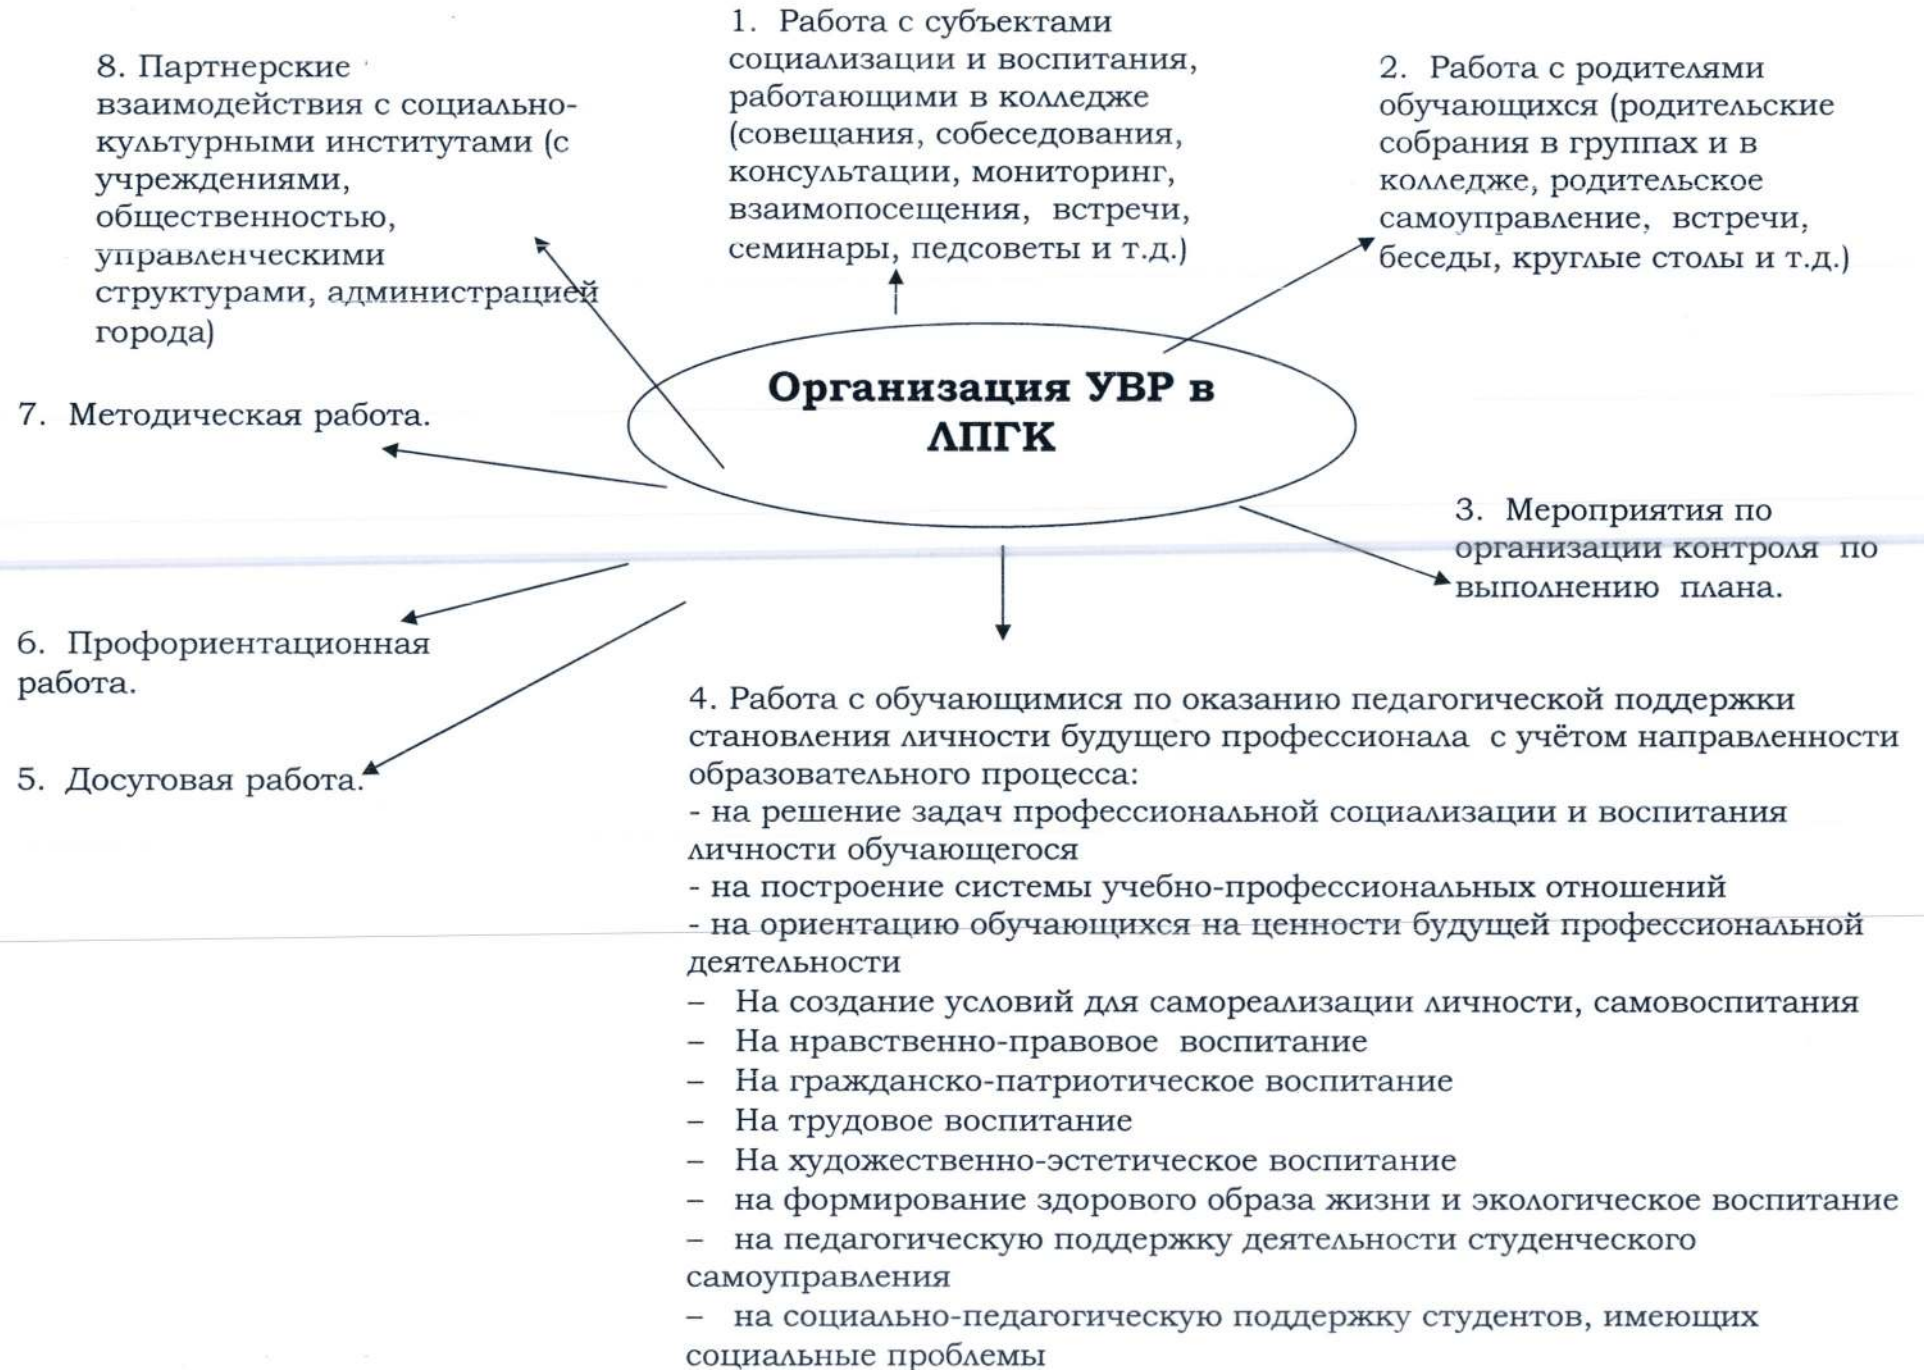 1. Работа с субъектами
социализации и воспитания,
работающими в колледже
(совещания, собеседования,
консультации, мониторинг,
взаимопосещения, встречи,
семинары, педсоветы и т.д.)
8. Партнерские
взаимодействия с социально-
культурными институтами (с
учреждениями,
общественностью,
управленческими
структурами, администрацией
города)
2. Работа с родителями
обучающихся (родительские
собрания в группах и в
колледже, родительское
самоуправление, встречи,
беседы, круглые столы и т.д.)
Организация УВР в
ЛПГК
7. Методическая работа.
3. Мероприятия по
организации контроля по
выполнению плана.
6. Профориентационная
работа.
5. Досуговая работа.
4. Работа с обучающимися по оказанию педагогической поддержки
становления личности будущего профессионала с учётом направленности
образовательного процесса:
- на решение задач профессиональной социализации и воспитания
личности обучающегося
- на построение системы учебно-профессиональных отношений
- на ориентацию обучающихся на ценности будущей профессиональной
деятельности
– На создание условий для самореализации личности, самовоспитания
– На нравственно-правовое воспитание
– На гражданско-патриотическое воспитание
– На трудовое воспитание
– На художественно-эстетическое воспитание
– на формирование здорового образа жизни и экологическое воспитание
– на педагогическую поддержку деятельности студенческого
самоуправления
– на социально-педагогическую поддержку студентов, имеющих
социальные проблемы